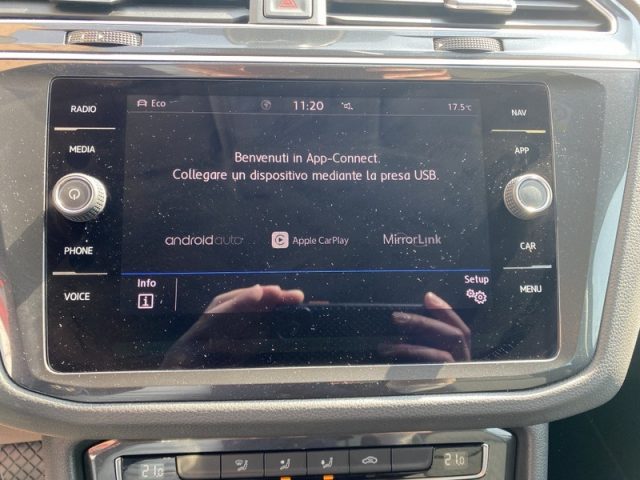 RADIO
MEDIA
PHONE
VOICE
Eco
11:20
17.5°C
Benvenuti in App-Connect.
Collegare un dispositivo mediante la presa USB.
androidauto
Apple CarPlay
MirrorLink
Info
Setup
NAV
APP
CAR
MENU
21.0
21.0